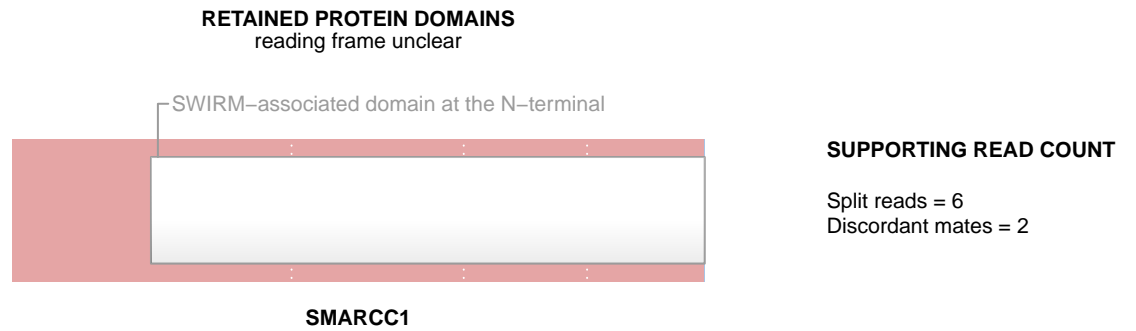 RETAINED PROTEIN DOMAINS
reading frame unclear
SWIRM−associated domain at the N−terminal
SUPPORTING READ COUNT
Split reads = 6
Discordant mates = 2
SMARCC1